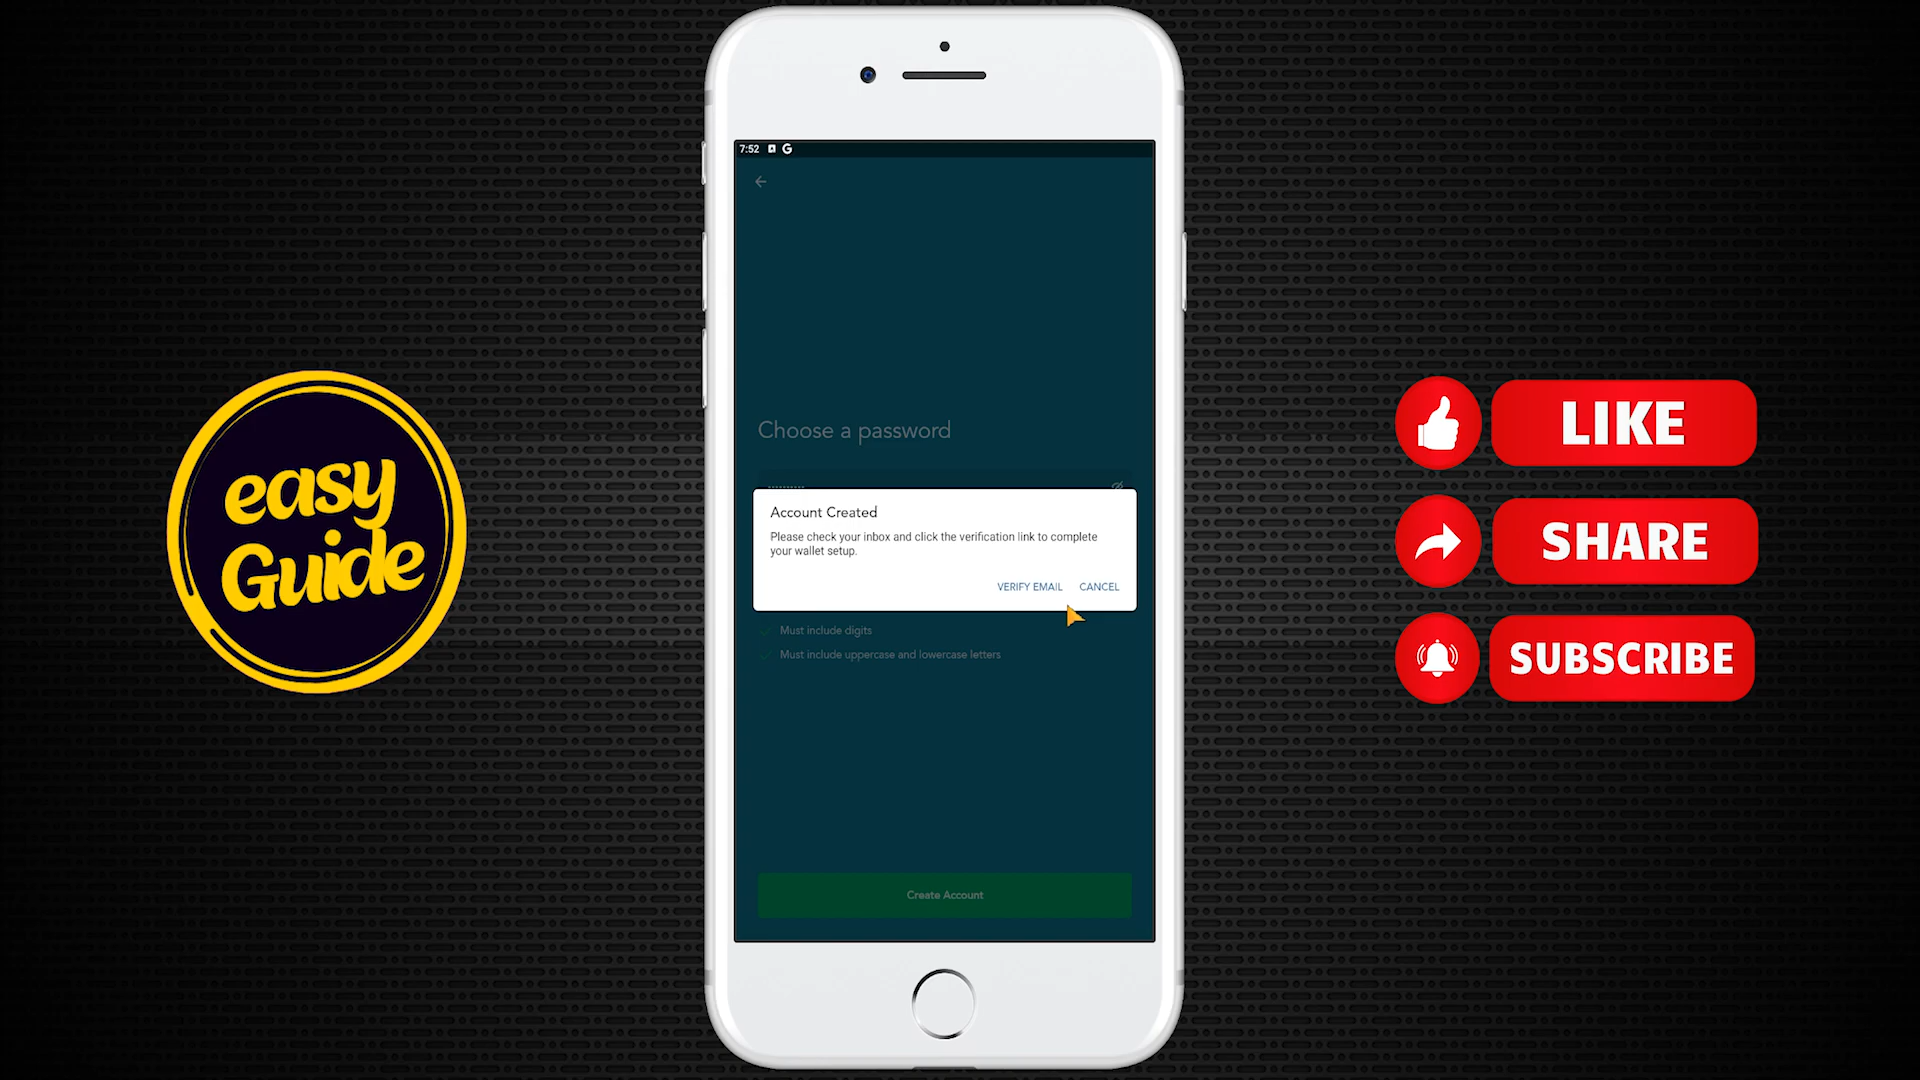 7:52
Choose a password
Account Created
Please check your inbox and click the verification link to complete
your wallet setup.
VERIFY EMAIL CANCEL
Must include digits
Must include uppercase and lowercase letters
Create Account
easy
Guide
LIKE
SHARE
SUBSCRIBE